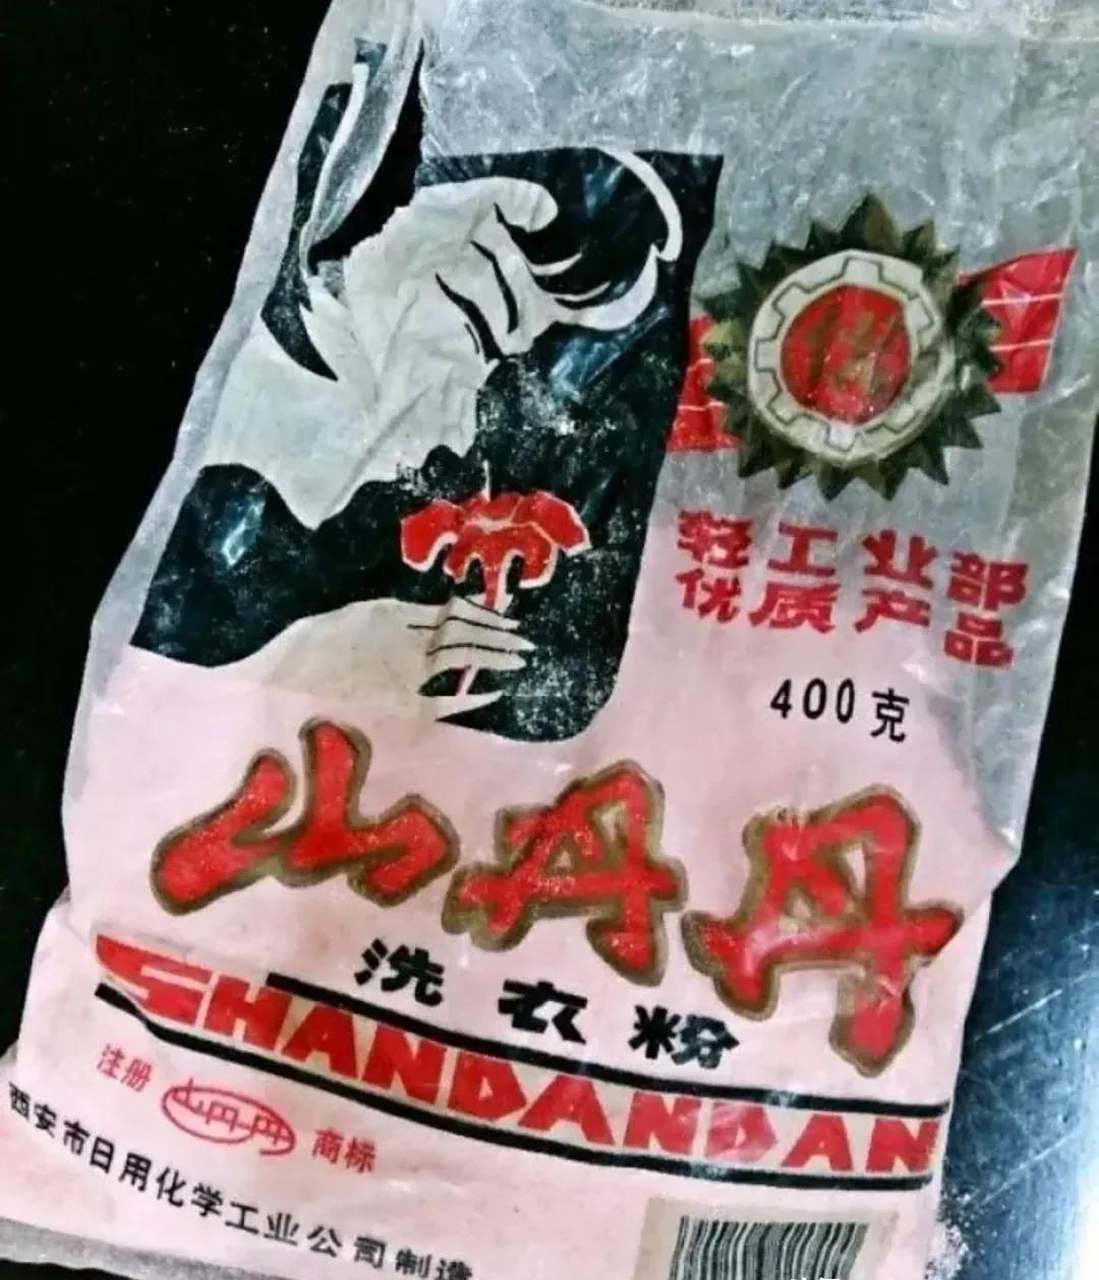 优
轻工业部
优质产品
400克
山丹丹
洗衣粉
SHANDANDAN
注册 山丹丹 商标
西安市日用化学工业公司制造